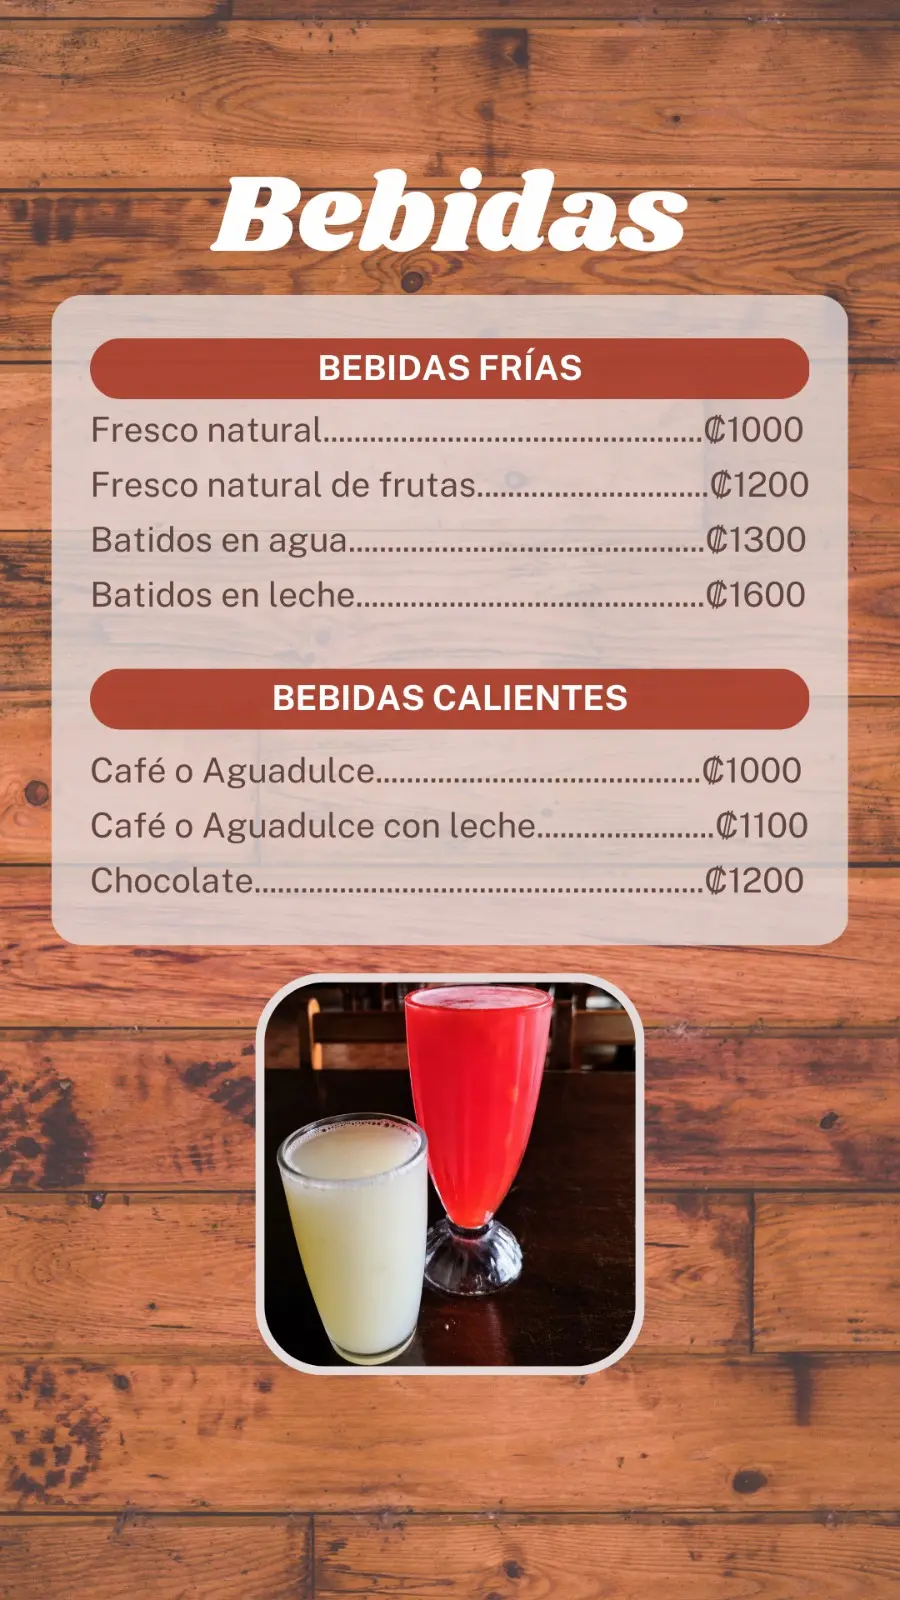 Bebidas
BEBIDAS FRÍAS
Fresco natural.................................................₡1000
Fresco natural de frutas..............................₡1200
Batidos en agua..............................................₡1300
Batidos en leche.............................................₡1600
BEBIDAS CALIENTES
Café o Aguadulce..........................................₡1000
Café o Aguadulce con leche.......................₡1100
Chocolate..........................................................₡1200